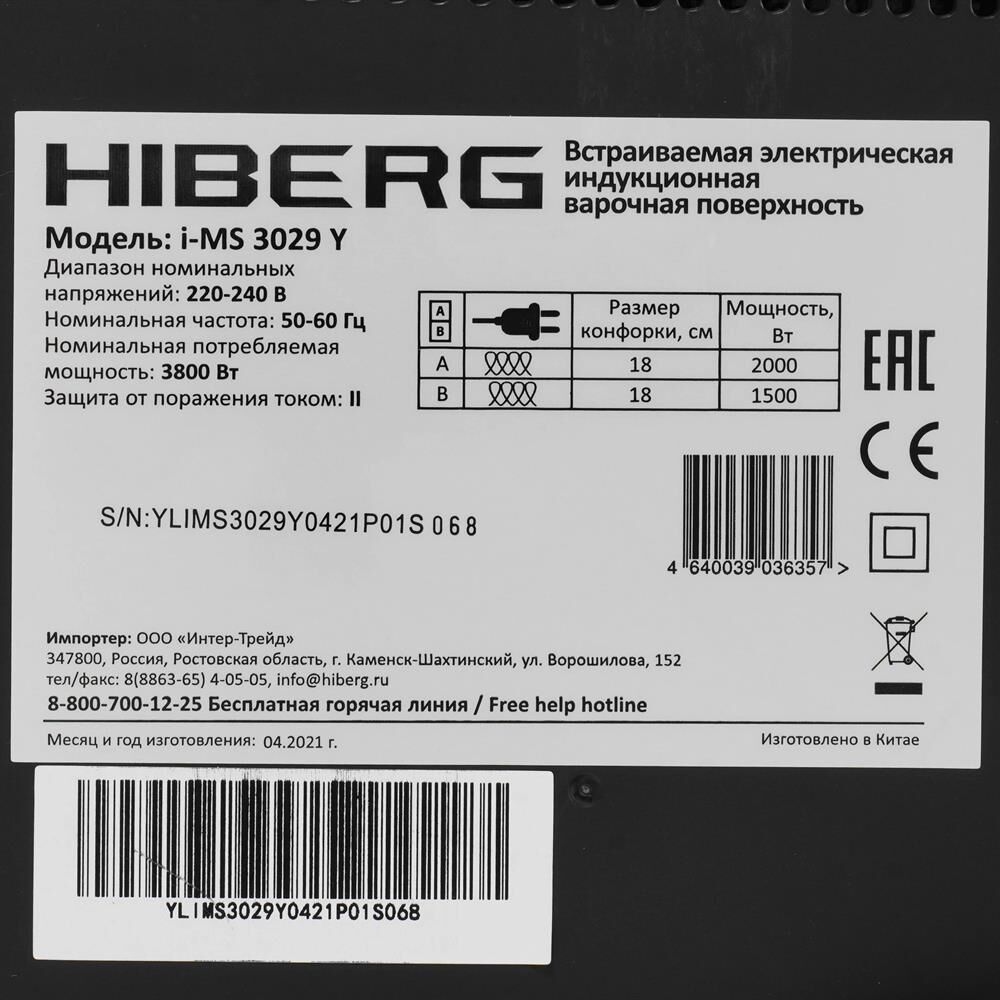 HIBERG
Встраиваемая электрическая
индукционная
варочная поверхность
Модель: i-MS 3029 Y
Диапазон номинальных
напряжений: 220-240 В
Номинальная частота: 50-60 Гц
Номинальная потребляемая
мощность: 3800 Вт
Защита от поражения током: II
A
B
Размер
конфорки, см
Мощность,
Вт
A 18 2000
B 18 1500
EAC
CE
S/N:YLIMS3029Y0421P01S 068
4 640039 036357 >
Импортер: ООО «Интер-Трейд»
347800, Россия, Ростовская область, г. Каменск-Шахтинский, ул. Ворошилова, 152
тел/факс: 8(8863-65) 4-05-05, info@hiberg.ru
8-800-700-12-25 Бесплатная горячая линия / Free help hotline
Месяц и год изготовления: 04.2021 г.
Изготовлено в Китае
YLIMS3029Y0421P01S068